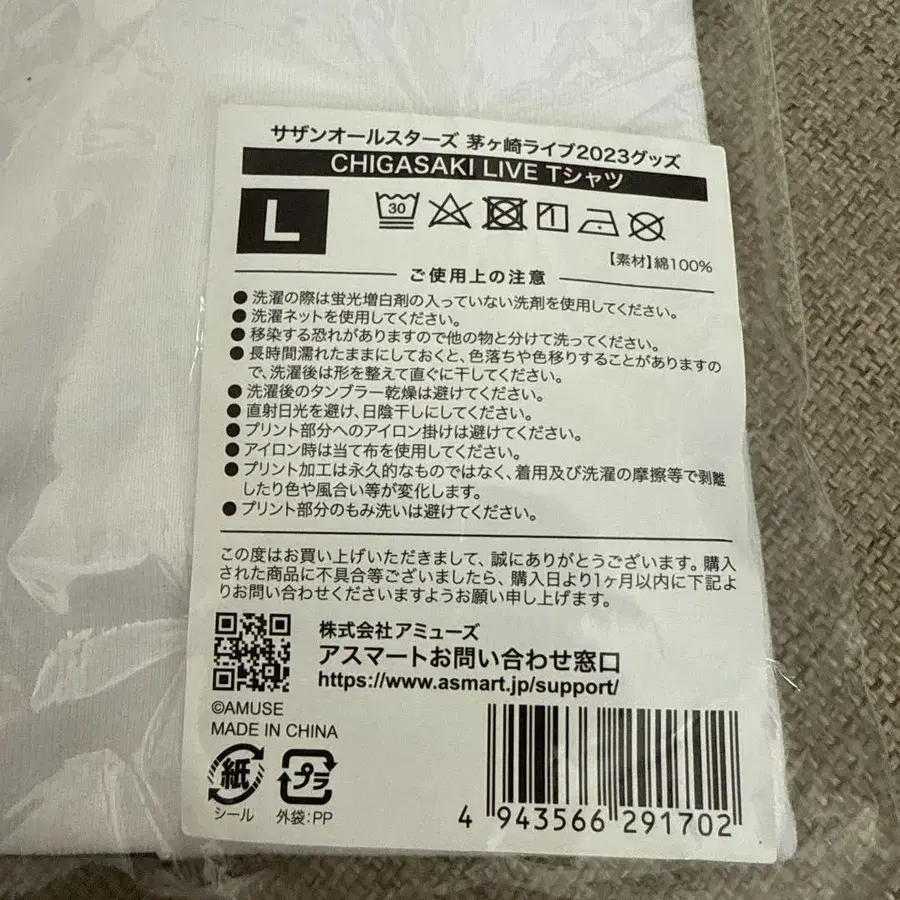 サザンオールスターズ 茅ヶ崎ライブ2023グッズ
CHIGASAKI LIVE Tシャツ
L
30
【素材】綿100%
ご使用上の注意
●洗濯の際は蛍光増白剤の入っていない洗剤を使用してください。
●洗濯ネットを使用してください。
●移染する恐れがありますので他の物と分けて洗ってください。
●長時間濡れたままにしておくと、色落ちや色移りすることがありますの
で、洗濯後は形を整えて直ぐに干してください。
●洗濯後のタンブラー乾燥は避けてください。
●直射日光を避け、日陰干しにしてください。
●プリント部分へのアイロン掛けは避けてください。
●アイロン時は当て布を使用してください。
●プリント加工は永久的なものではなく、着用及び洗濯の摩擦等で剥離
したり色や風合い等が変化します。
●プリント部分のもみ洗いは避けてください。
この度はお買い上げいただきまして、誠にありがとうございます。購入
された商品に不具合等ございましたら、購入日より1ヶ月以内に下記よ
りお問い合わせくださいますようお願い申し上げます。
株式会社アミューズ
アスマートお問い合わせ窓口
https://www.asmart.jp/support/
©AMUSE
MADE IN CHINA
紙
シール
プラ
外袋:PP
4 943566 291702